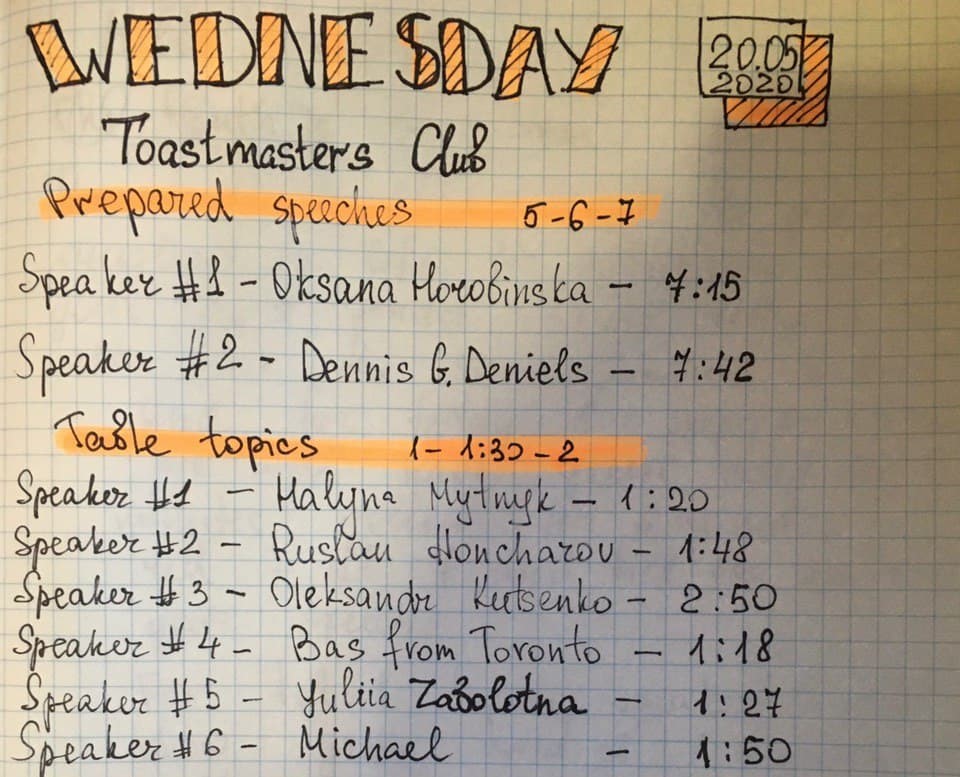 WEDNESDAY
20.05
2020
Toastmasters Club
Prepared speeches 5-6-7
Speaker #1 - Oksana Horobinska - 7:15
Speaker #2 - Dennis G. Deniels - 7:42
Table topics 1- 1:30 -2
Speaker #1 - Halyna Mytnyk - 1:20
Speaker #2 - Ruslan Honcharov - 1:48
Speaker #3 - Oleksandr Kutsenko - 2:50
Speaker #4 - Bas from Toronto - 1:18
Speaker #5 - Yuliia Zabolotna - 1:27
Speaker #6 - Michael - 1:50